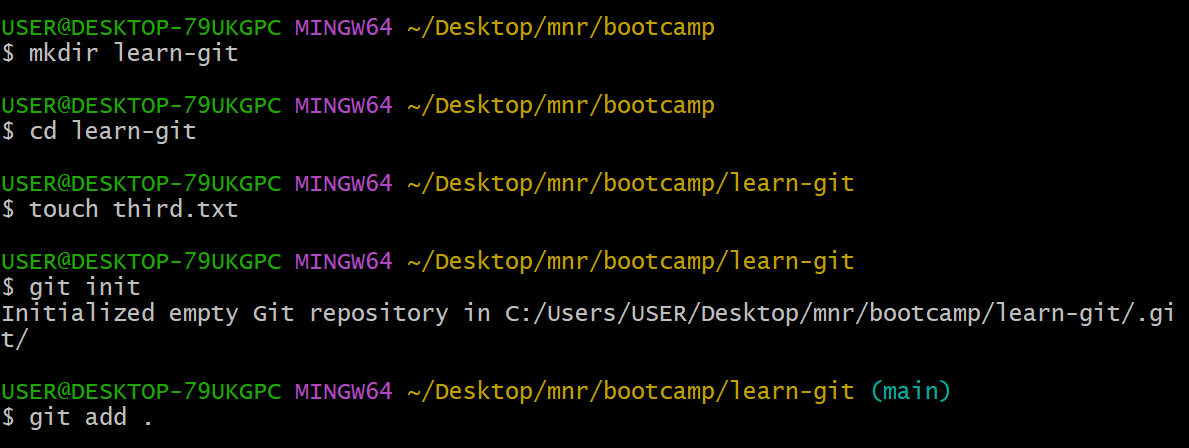 USER@DESKTOP-79UKGPC MINGW64 ~/Desktop/mnr/bootcamp
$ mkdir learn-git
USER@DESKTOP-79UKGPC MINGW64 ~/Desktop/mnr/bootcamp
$ cd learn-git
USER@DESKTOP-79UKGPC MINGW64 ~/Desktop/mnr/bootcamp/learn-git
$ touch third.txt
USER@DESKTOP-79UKGPC MINGW64 ~/Desktop/mnr/bootcamp/learn-git
$ git init
Initialized empty Git repository in C:/Users/USER/Desktop/mnr/bootcamp/learn-git/.gi
t/
USER@DESKTOP-79UKGPC MINGW64 ~/Desktop/mnr/bootcamp/learn-git (main)
$ git add .